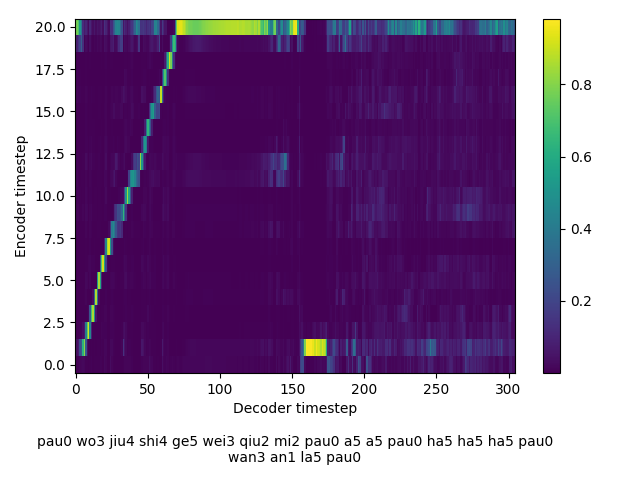 20.0
17.5
15.0
12.5
10.0
7.5
5.0
2.5
0.0
Encoder timestep
0 50 100 150 200 250 300
Decoder timestep
0.8
0.6
0.4
0.2
pau0 wo3 jiu4 shi4 ge5 wei3 qiu2 mi2 pau0 a5 a5 pau0 ha5 ha5 ha5 pau0
wan3 an1 la5 pau0